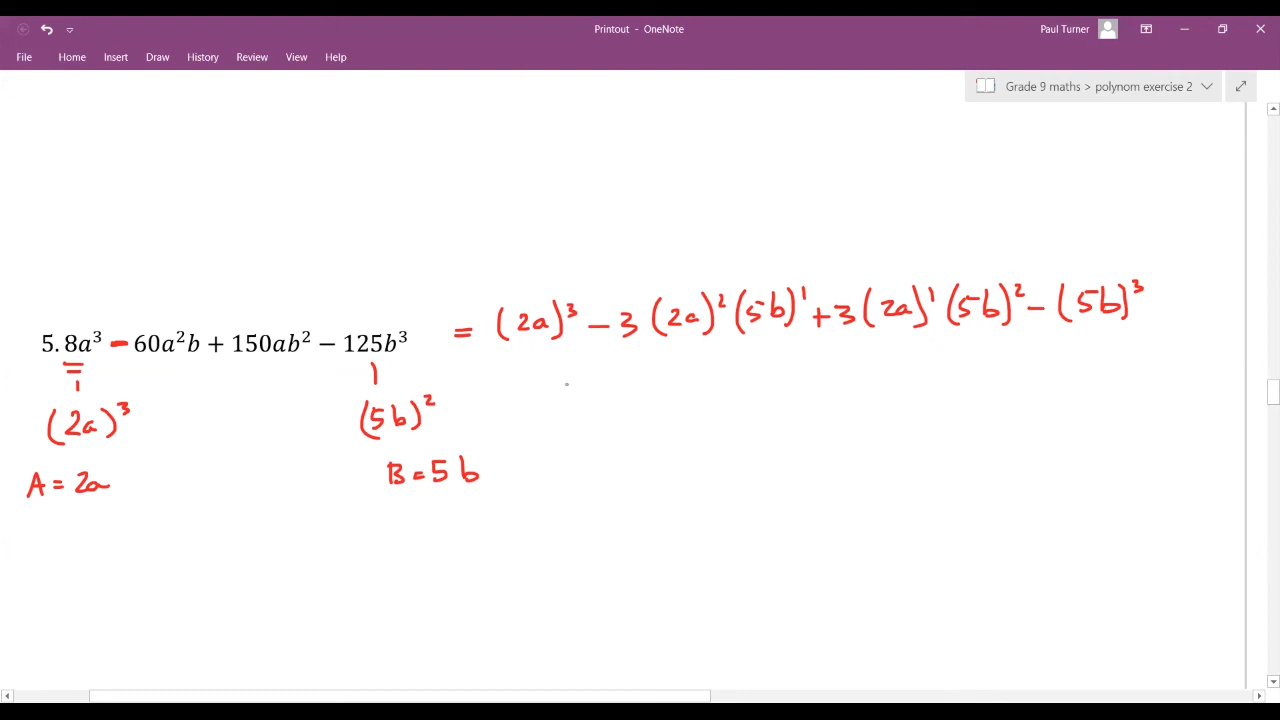 Printout - OneNote
Paul Turner
File Home Insert Draw History Review View Help
Grade 9 maths > polynom exercise 2
5. 8a³ - 60a²b + 150ab² − 125b³ = (2a)³ − 3(2a)²(5b)¹ + 3(2a)¹(5b)² − (5b)³
(2a)³ (5b)²
A = 2a B = 5b